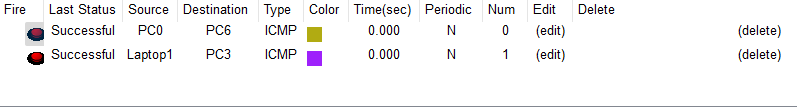 Fire Last Status Source Destination Type Color Time(sec) Periodic Num Edit Delete
Successful PC0 PC6 ICMP 0.000 N 0 (edit) (delete)
Successful Laptop1 PC3 ICMP 0.000 N 1 (edit) (delete)